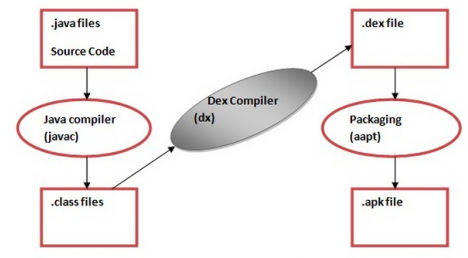 .java files
Source Code
Java compiler
(javac)
.class files
Dex Compiler
(dx)
.dex file
Packaging
(aapt)
.apk file